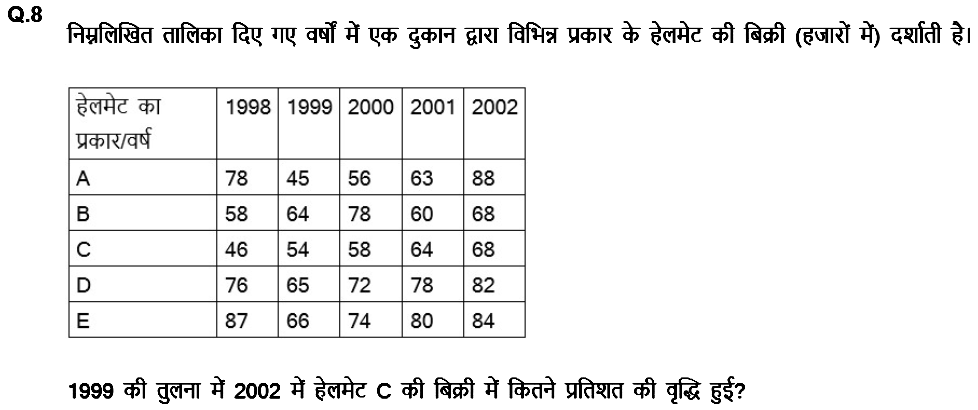 Q.8
निम्नलिखित तालिका दिए गए वर्षों में एक दुकान द्वारा विभिन्न प्रकार के हेलमेट की बिक्री (हजारों में) दर्शाती है।
हेलमेट का प्रकार/वर्ष 1998 1999 2000 2001 2002
A 78 45 56 63 88
B 58 64 78 60 68
C 46 54 58 64 68
D 76 65 72 78 82
E 87 66 74 80 84
1999 की तुलना में 2002 में हेलमेट C की बिक्री में कितने प्रतिशत की वृद्धि हुई?